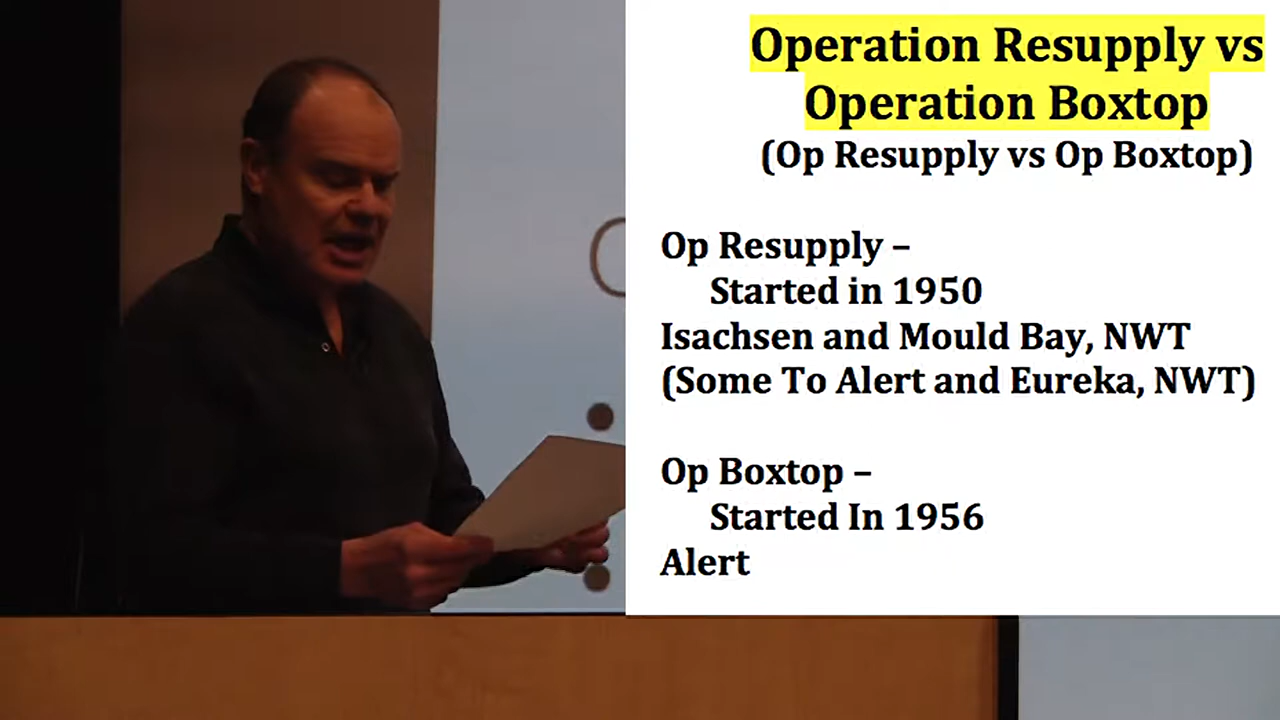 Operation Resupply vs
Operation Boxtop
(Op Resupply vs Op Boxtop)
Op Resupply –
Started in 1950
Isachsen and Mould Bay, NWT
(Some To Alert and Eureka, NWT)
Op Boxtop –
Started In 1956
Alert